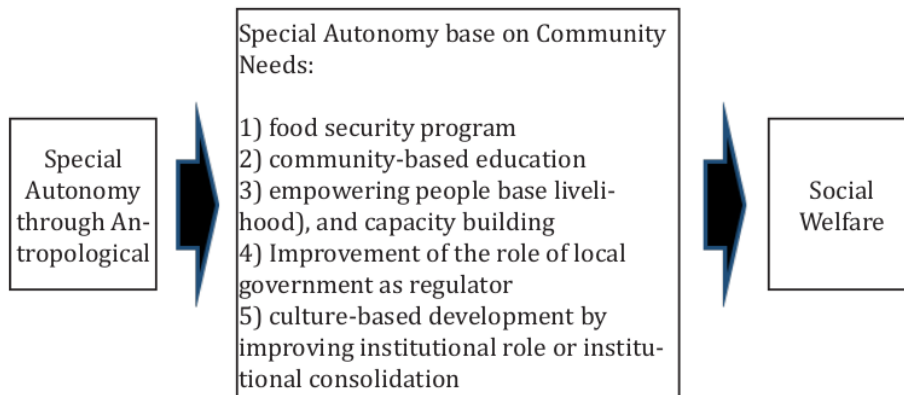 Special
Autonomy
through An-
tropological
Special Autonomy base on Community
Needs:
1) food security program
2) community-based education
3) empowering people base liveli-
hood), and capacity building
4) Improvement of the role of local
government as regulator
5) culture-based development by
improving institutional role or institu-
tional consolidation
Social
Welfare